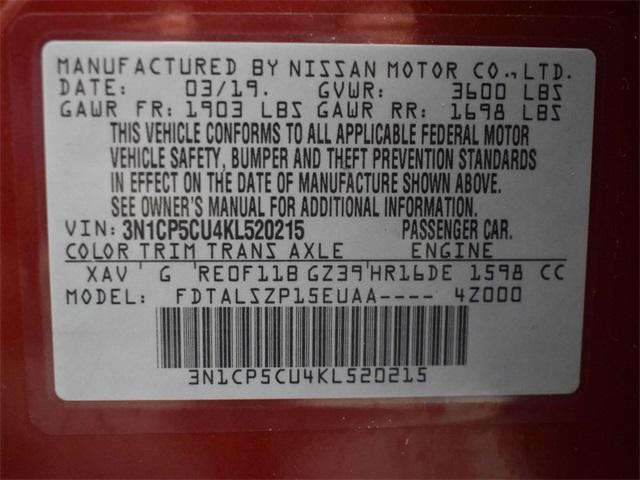 MANUFACTURED BY NISSAN MOTOR CO., LTD.
DATE: 03/19. GVWR: 3600 LBS
GAWR FR: 1903 LBS GAWR RR: 1698 LBS
THIS VEHICLE CONFORMS TO ALL APPLICABLE FEDERAL MOTOR
VEHICLE SAFETY, BUMPER AND THEFT PREVENTION STANDARDS
IN EFFECT ON THE DATE OF MANUFACTURE SHOWN ABOVE.
SEE OWNER'S MANUAL FOR ADDITIONAL INFORMATION.
VIN: 3N1CP5CU4KL520215 PASSENGER CAR.
COLOR TRIM TRANS AXLE ENGINE
XAV ' G ' RE0F11B GZ39 ' HR16DE 1598 CC
MODEL: FDTALSZP15EUAA---- 4Z000
3N1CP5CU4KL520215